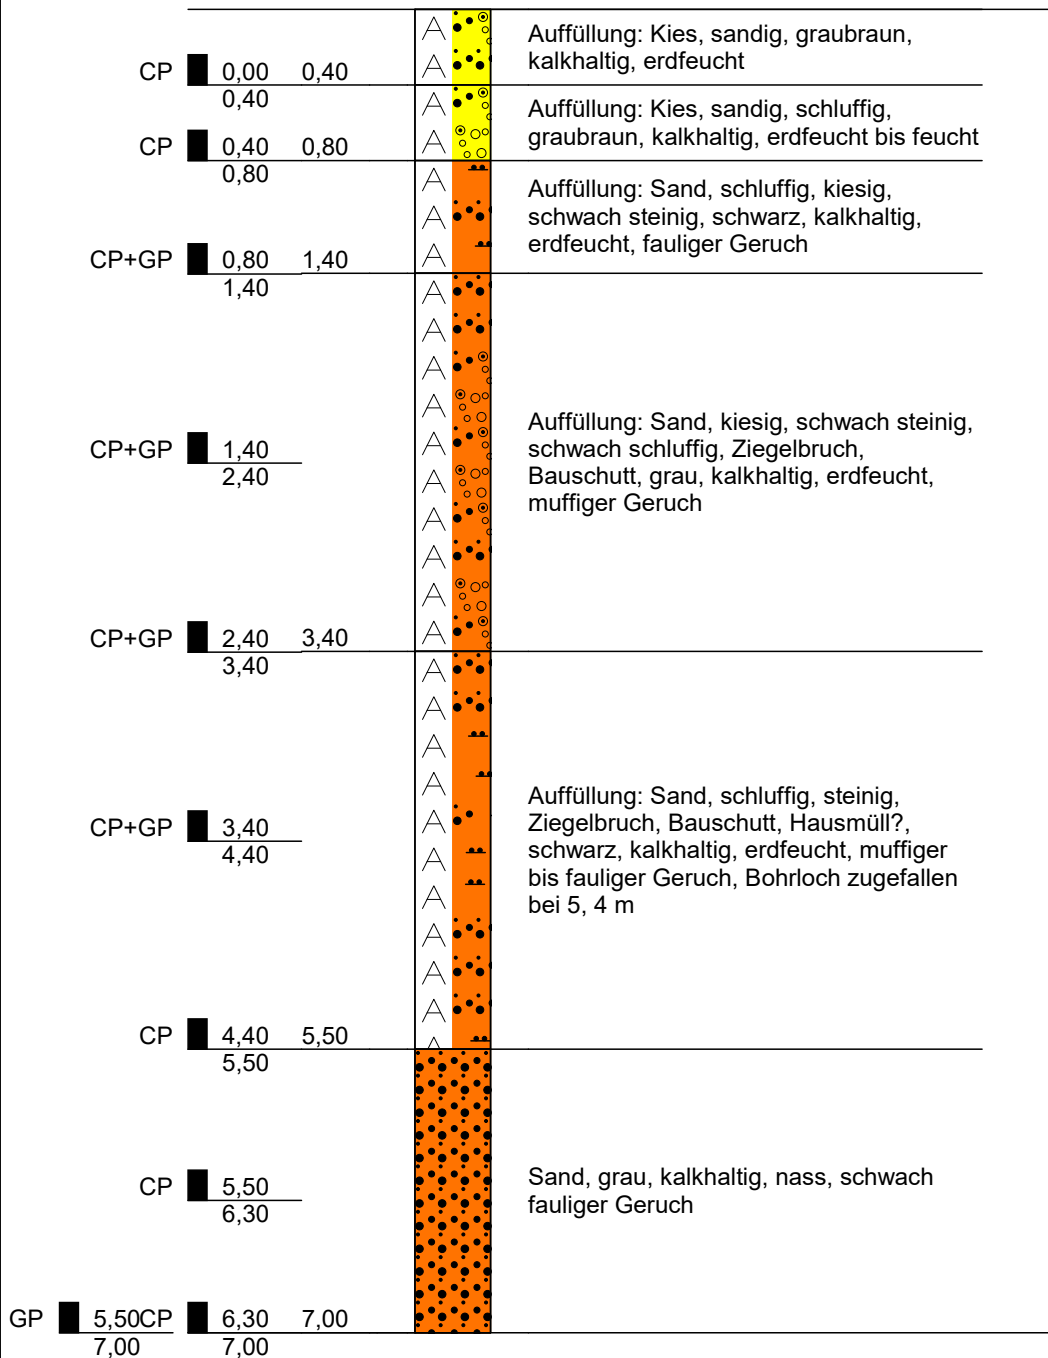 Auffüllung: Kies, sandig, graubraun,
kalkhaltig, erdfeucht
CP 0,00 0,40
0,40
A
A
Auffüllung: Kies, sandig, schluffig,
graubraun, kalkhaltig, erdfeucht bis feucht
CP 0,40 0,80
0,80
A
A
Auffüllung: Sand, schluffig, kiesig,
schwach steinig, schwarz, kalkhaltig,
erdfeucht, fauliger Geruch
CP+GP 0,80 1,40
1,40
A
A
A
Auffüllung: Sand, kiesig, schwach steinig,
schwach schluffig, Ziegelbruch,
Bauschutt, grau, kalkhaltig, erdfeucht,
muffiger Geruch
CP+GP 1,40
2,40
CP+GP 2,40 3,40
3,40
A
A
A
A
A
A
A
A
A
A
Auffüllung: Sand, schluffig, steinig,
Ziegelbruch, Bauschutt, Hausmüll?,
schwarz, kalkhaltig, erdfeucht, muffiger
bis fauliger Geruch, Bohrloch zugefallen
bei 5, 4 m
CP+GP 3,40
4,40
CP 4,40 5,50
5,50
A
A
A
A
A
A
A
A
A
A
A
Sand, grau, kalkhaltig, nass, schwach
fauliger Geruch
CP 5,50
6,30
GP 5,50 CP 6,30 7,00
7,00 7,00